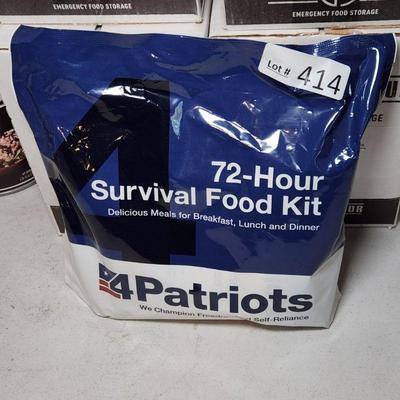 EMERGENCY FOOD STORAGE
EMERGENCY FOOD STORAGE
Lot # 414
4
72-Hour
Survival Food Kit
Delicious Meals for Breakfast, Lunch and Dinner
4Patriots
We Champion Self-Reliance